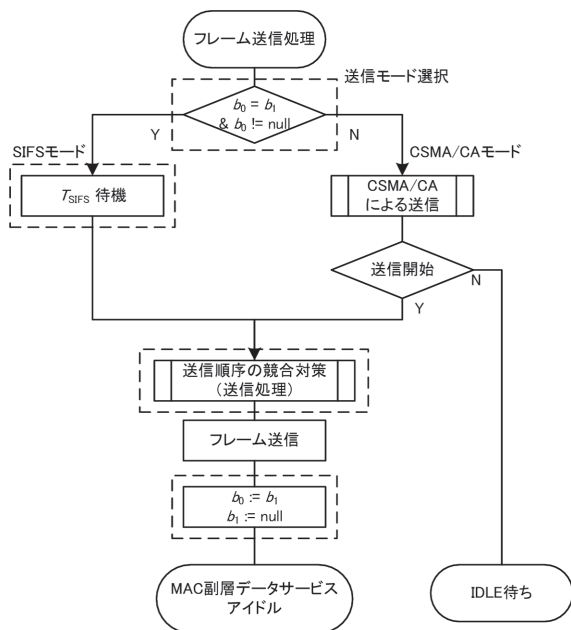 フレーム送信処理
送信モード選択
b₀ = b₁
& b₀ != null
Y
N
SIFSモード
CSMA/CAモード
T_SIFS 待機
CSMA/CA
による送信
送信開始
N
Y
送信順序の競合対策
(送信処理)
フレーム送信
b₀ := b₁
b₁ := null
MAC副層データサービス
アイドル
IDLE待ち